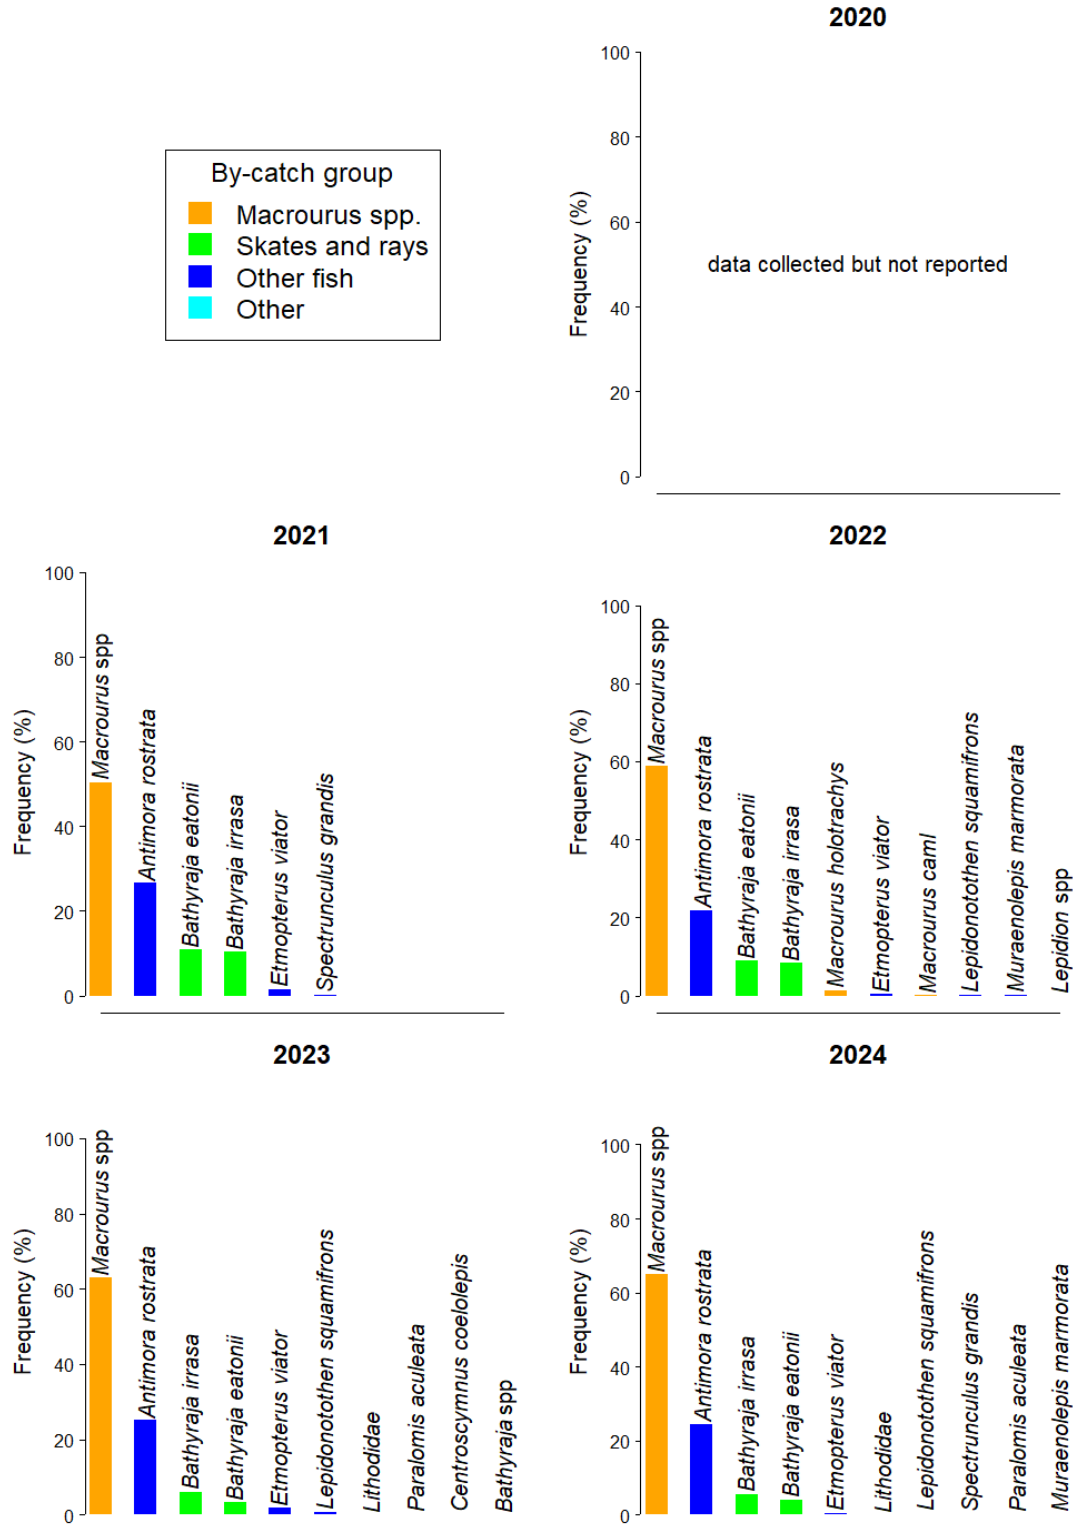 2020
By-catch group
Macrourus spp.
Skates and rays
Other fish
Other
Frequency (%)
100
80
60
40
20
0
data collected but not reported
2021
Frequency (%)
100
80
60
40
20
0
Macrourus spp
Antimora rostrata
Bathyraja eatonii
Bathyraja irrasa
Etmopterus viator
Spectrunculus grandis
2022
Frequency (%)
100
80
60
40
20
0
Macrourus spp
Antimora rostrata
Bathyraja eatonii
Bathyraja irrasa
Macrourus holotrachys
Etmopterus viator
Macrourus caml
Lepidonotothen squamifrons
Muraenolepis marmorata
Lepidion spp
2023
Frequency (%)
100
80
60
40
20
0
Macrourus spp
Antimora rostrata
Bathyraja irrasa
Bathyraja eatonii
Etmopterus viator
Lepidonotothen squamifrons
Lithodidae
Paralomis aculeata
Centroscymnus coelolepis
Bathyraja spp
2024
Frequency (%)
100
80
60
40
20
0
Macrourus spp
Antimora rostrata
Bathyraja irrasa
Bathyraja eatonii
Etmopterus viator
Lithodidae
Lepidonotothen squamifrons
Spectrunculus grandis
Paralomis aculeata
Muraenolepis marmorata